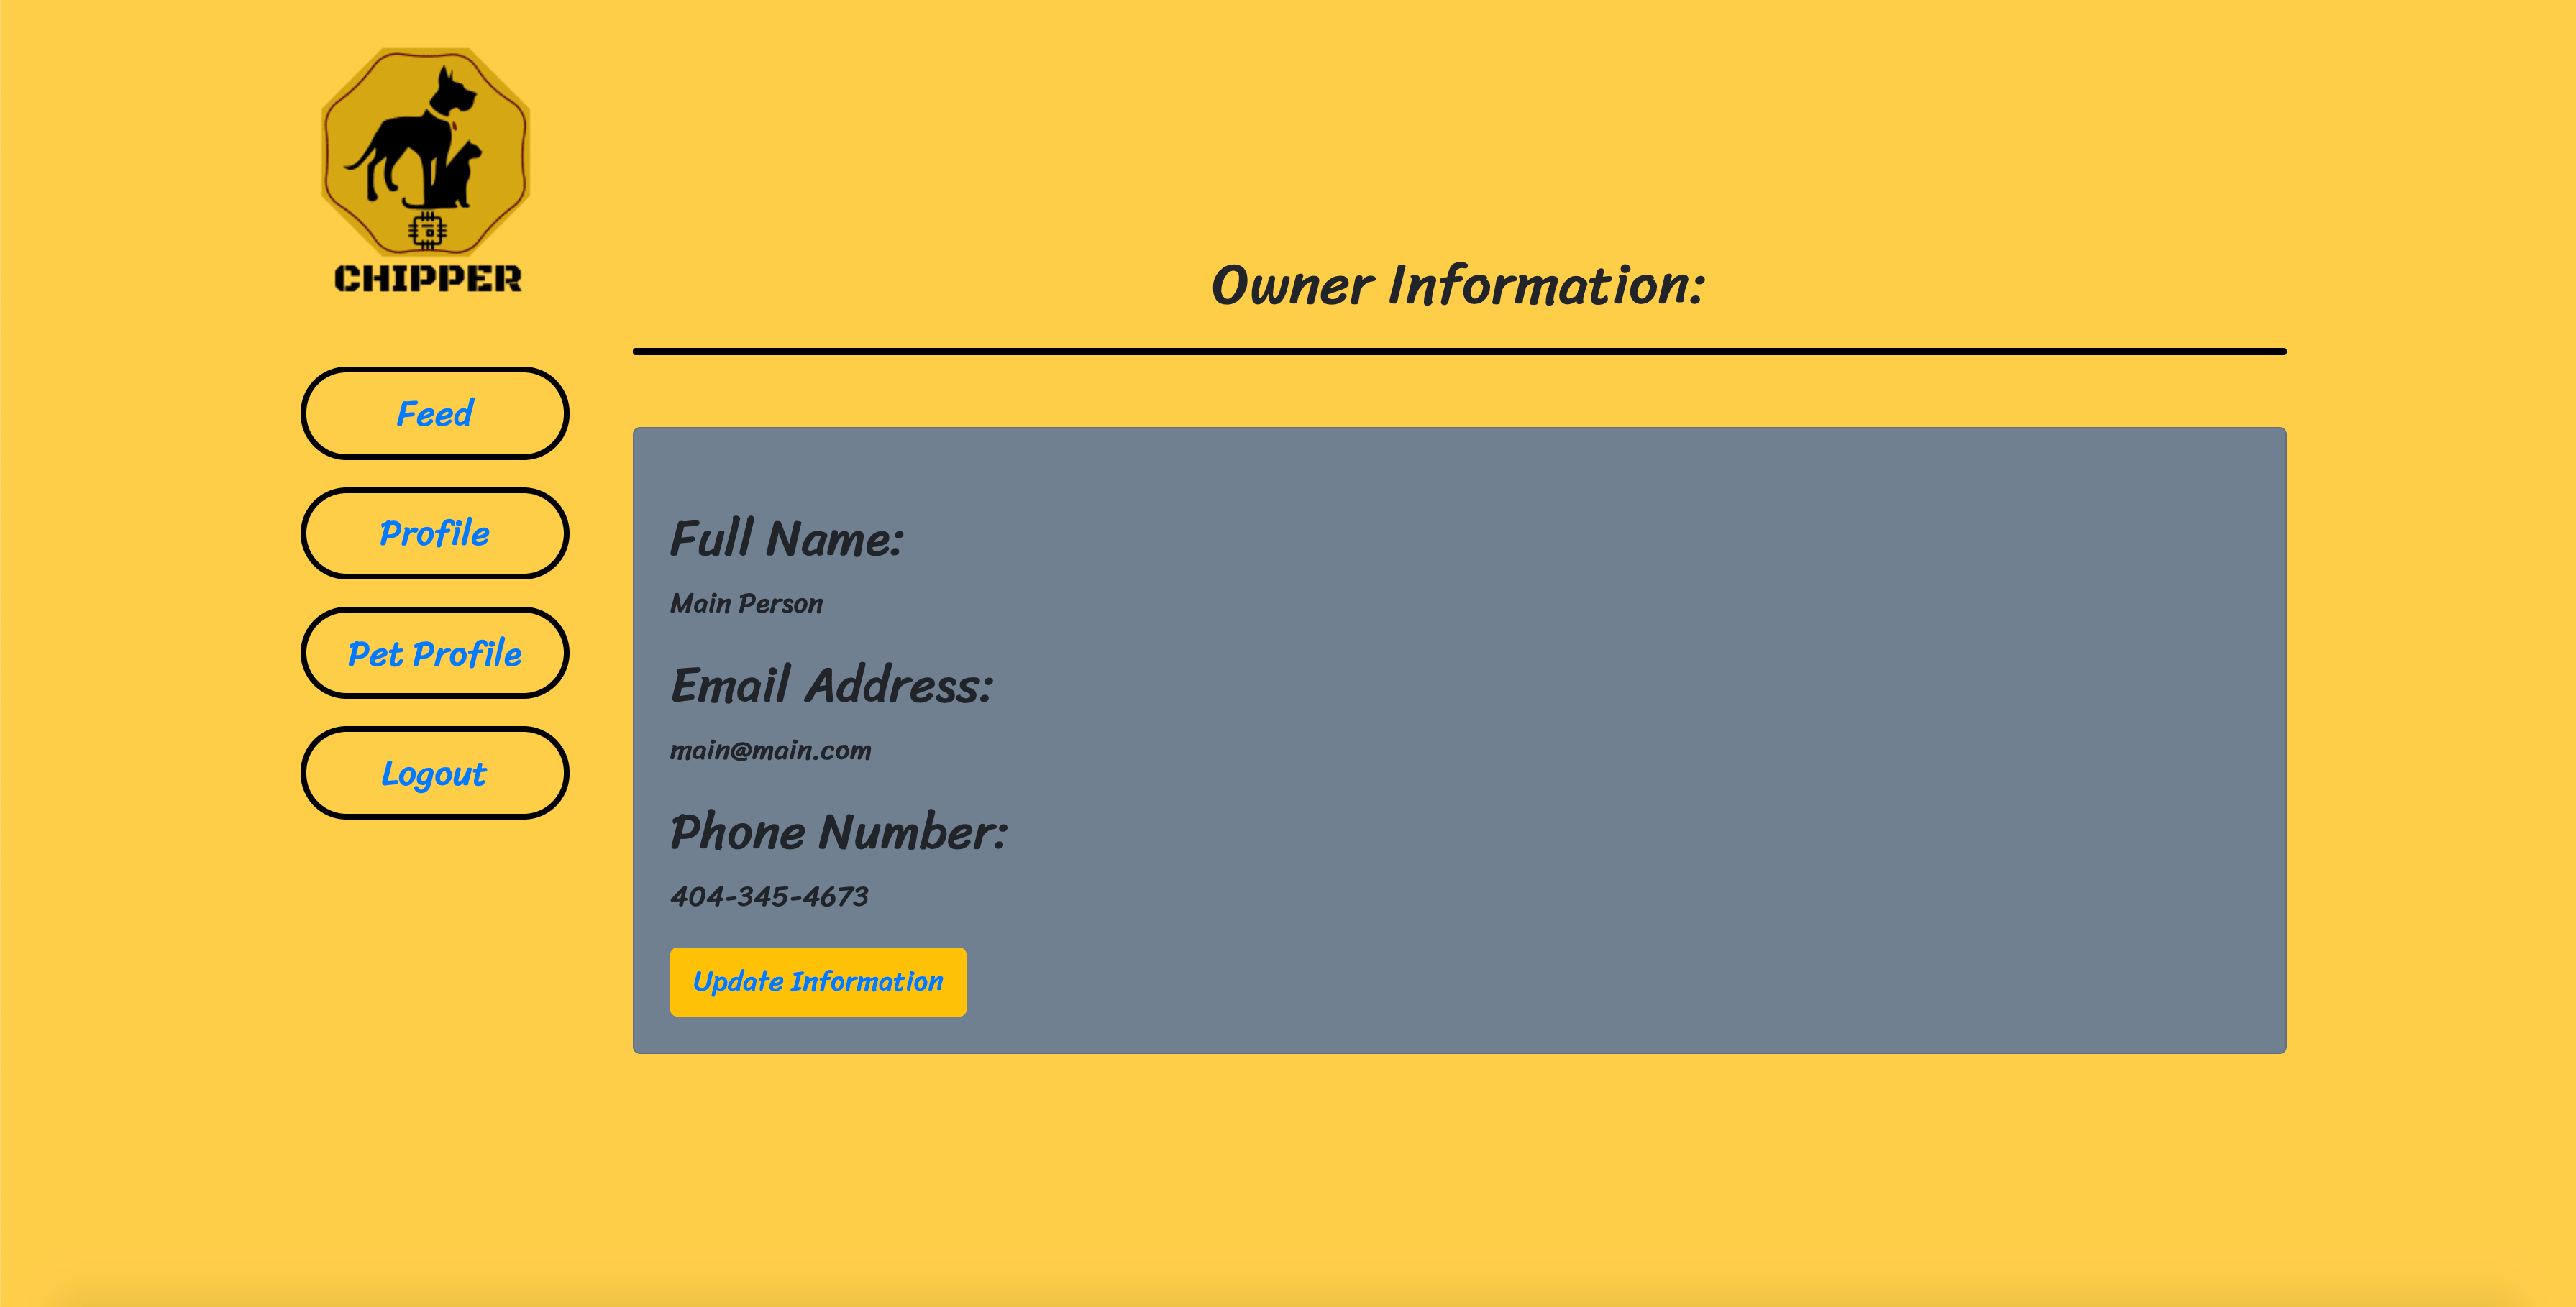 CHIPPER
Owner Information:
Feed
Profile
Pet Profile
Logout
Full Name:
Main Person
Email Address:
main@main.com
Phone Number:
404-345-4673
Update Information